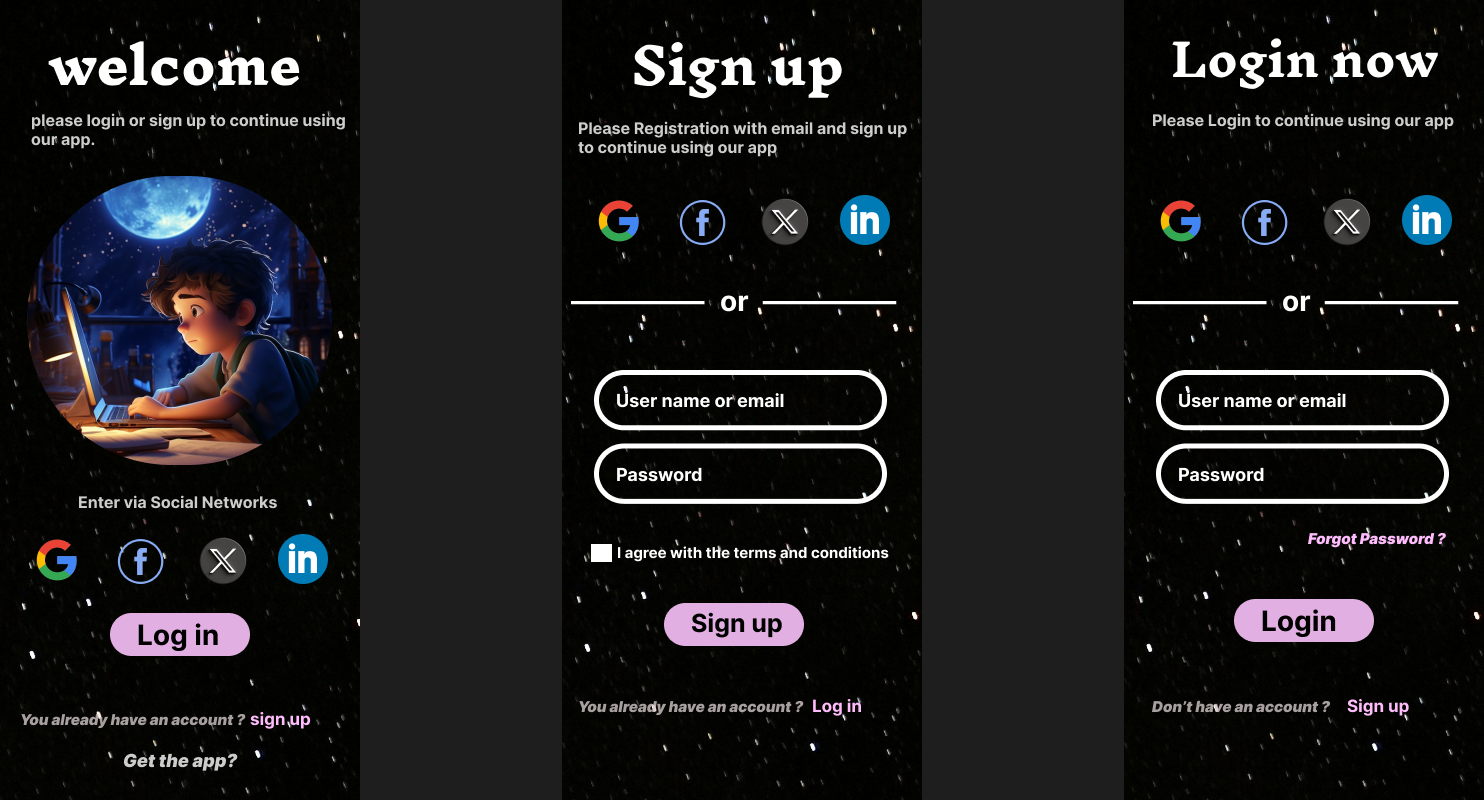 welcome
please login or sign up to continue using
our app.
Enter via Social Networks
G f X in
Log in
You already have an account ? sign up
Get the app?
Sign up
Please Registration with email and sign up
to continue using our app
G f X in
or
User name or email
Password
I agree with the terms and conditions
Sign up
You already have an account ? Log in
Login now
Please Login to continue using our app
G f X in
or
User name or email
Password
Forgot Password ?
Login
Don't have an account ? Sign up